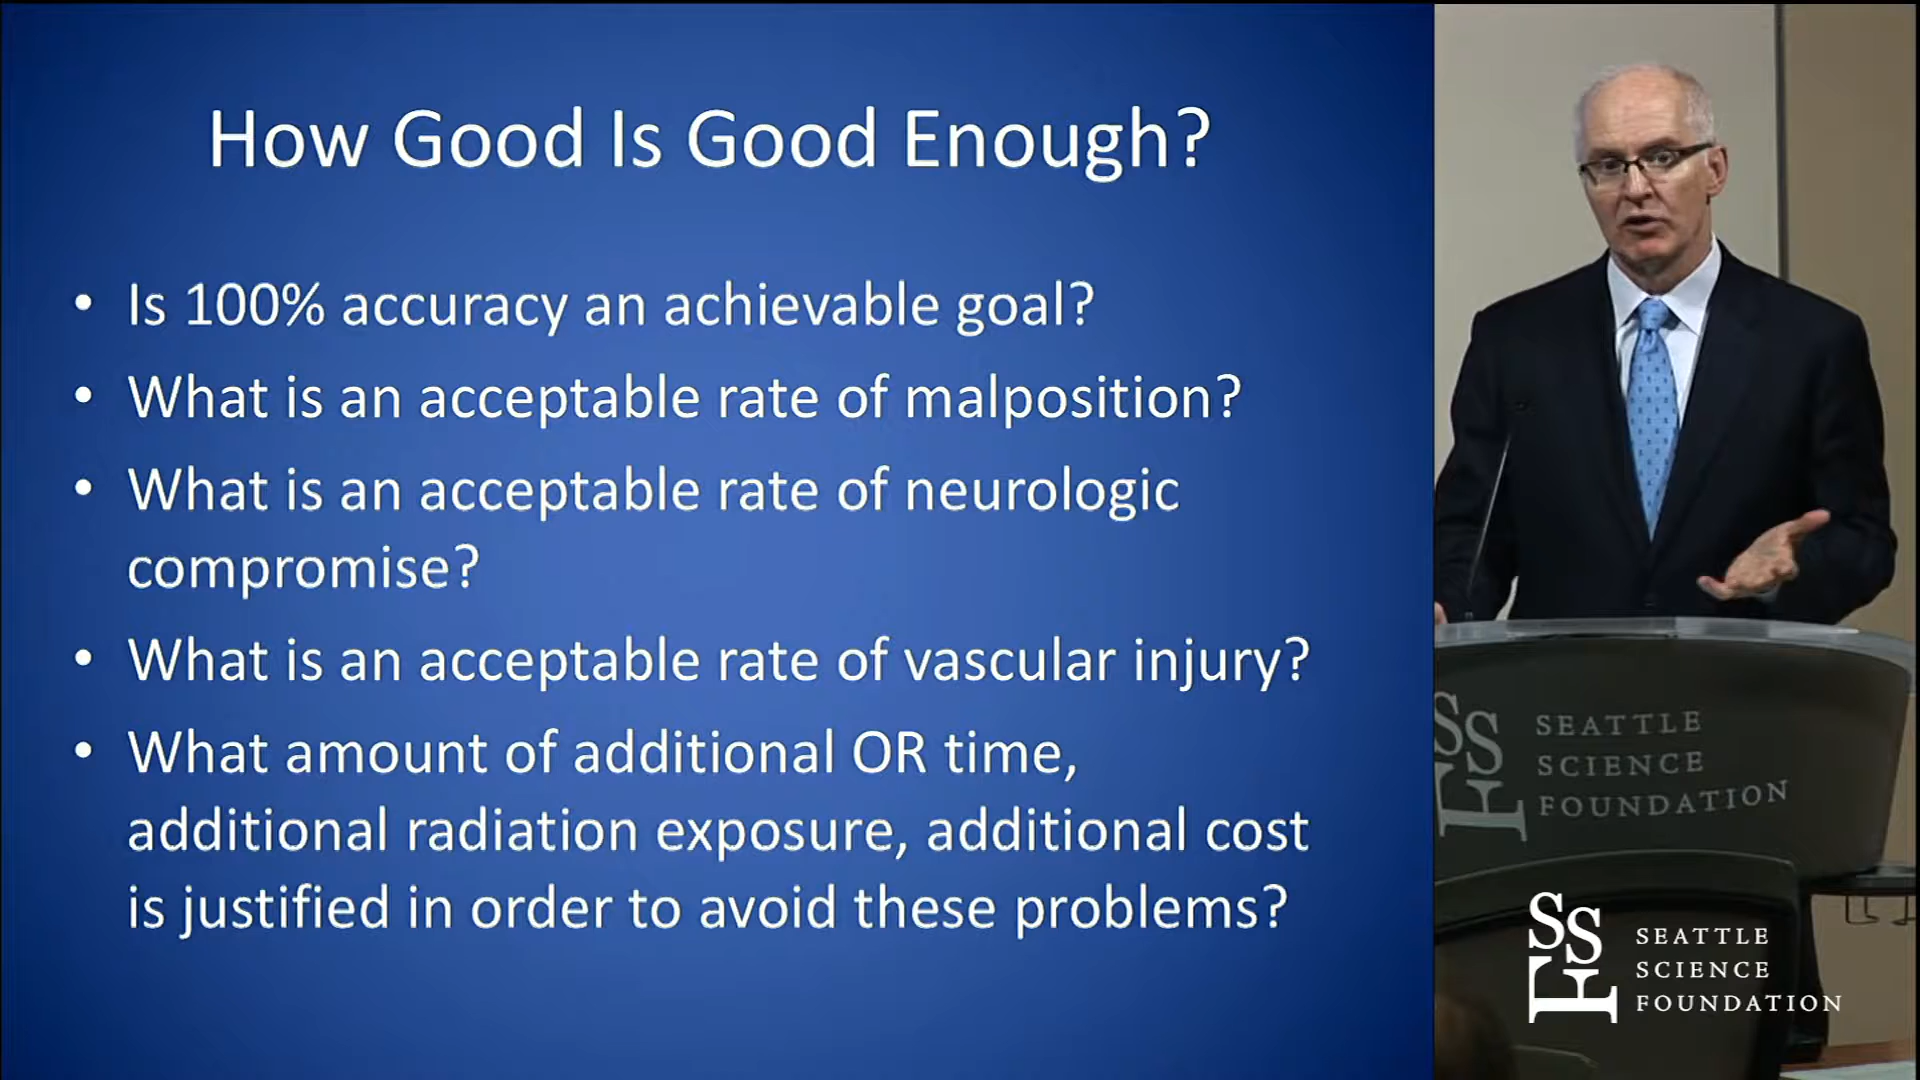 How Good Is Good Enough?
• Is 100% accuracy an achievable goal?
• What is an acceptable rate of malposition?
• What is an acceptable rate of neurologic
compromise?
• What is an acceptable rate of vascular injury?
• What amount of additional OR time,
additional radiation exposure, additional cost
is justified in order to avoid these problems?
SSF
SEATTLE
SCIENCE
FOUNDATION
SSF
SEATTLE
SCIENCE
FOUNDATION